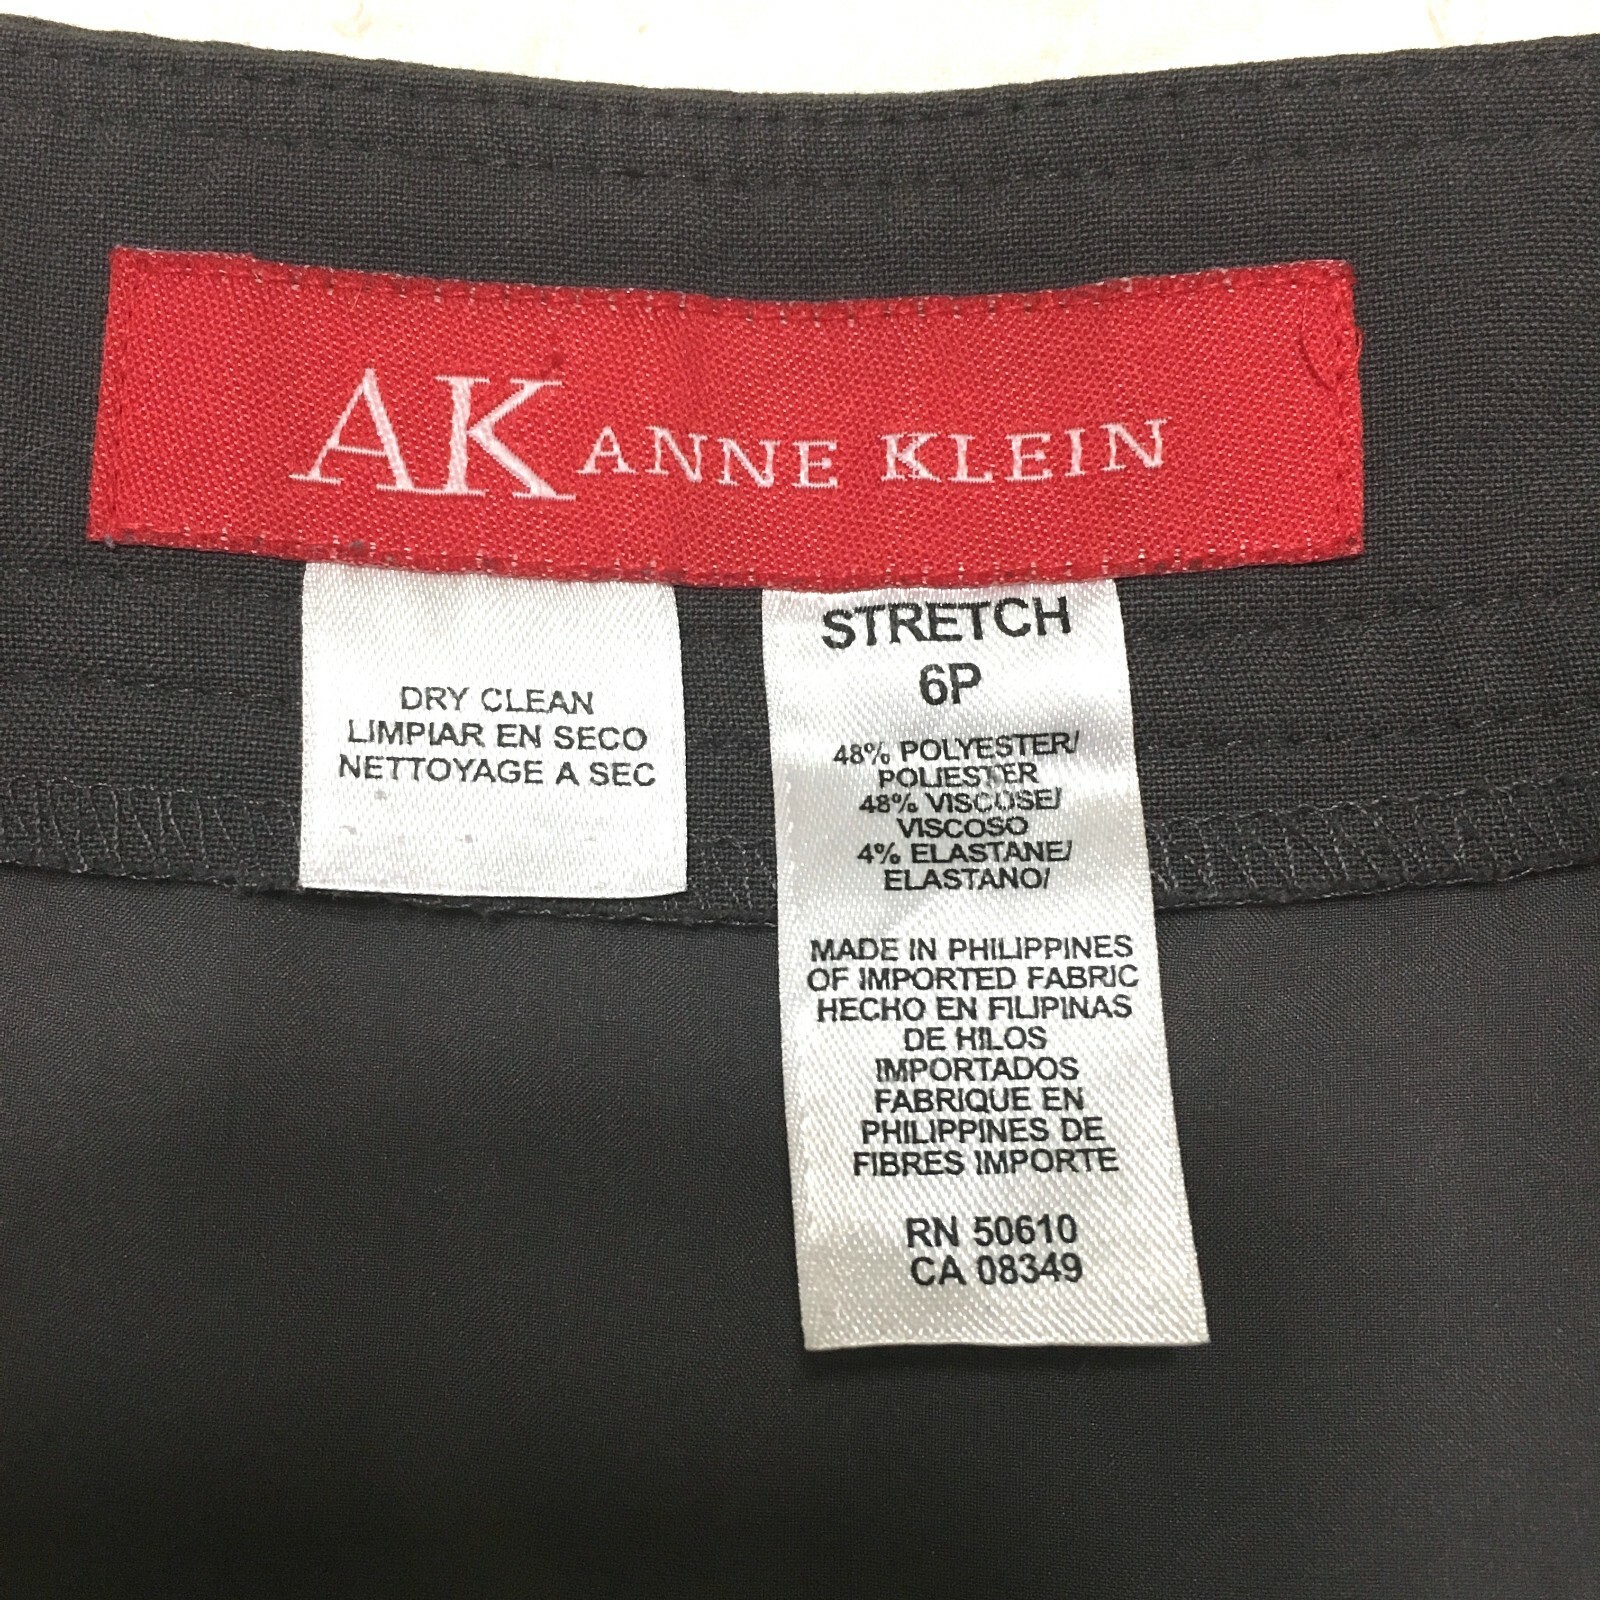 AK ANNE KLEIN
DRY CLEAN
LIMPIAR EN SECO
NETTOYAGE A SEC
STRETCH
6P
48% POLYESTER/
POLIESTER
48% VISCOSE/
VISCOSO
4% ELASTANE/
ELASTANO/
MADE IN PHILIPPINES
OF IMPORTED FABRIC
HECHO EN FILIPINAS
DE HILOS
IMPORTADOS
FABRIQUE EN
PHILIPPINES DE
FIBRES IMPORTE
RN 50610
CA 08349